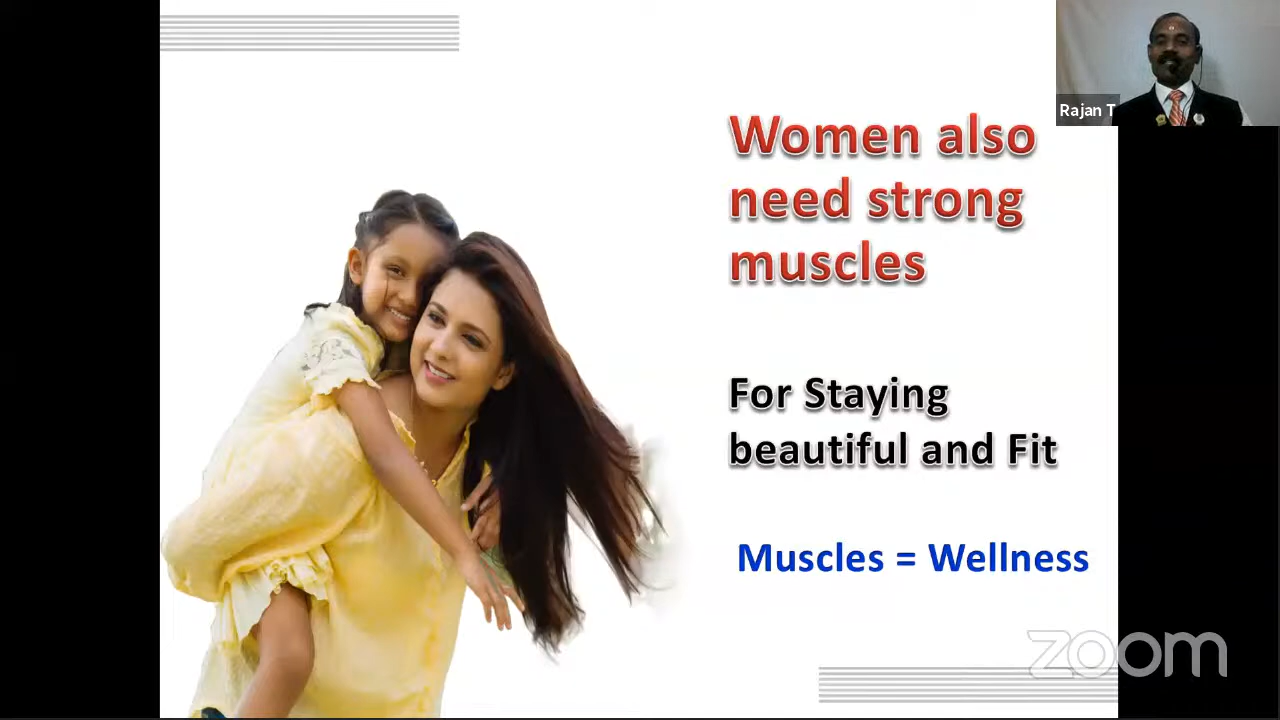 Rajan T
Women also
need strong
muscles
For Staying
beautiful and Fit
Muscles = Wellness
zoom